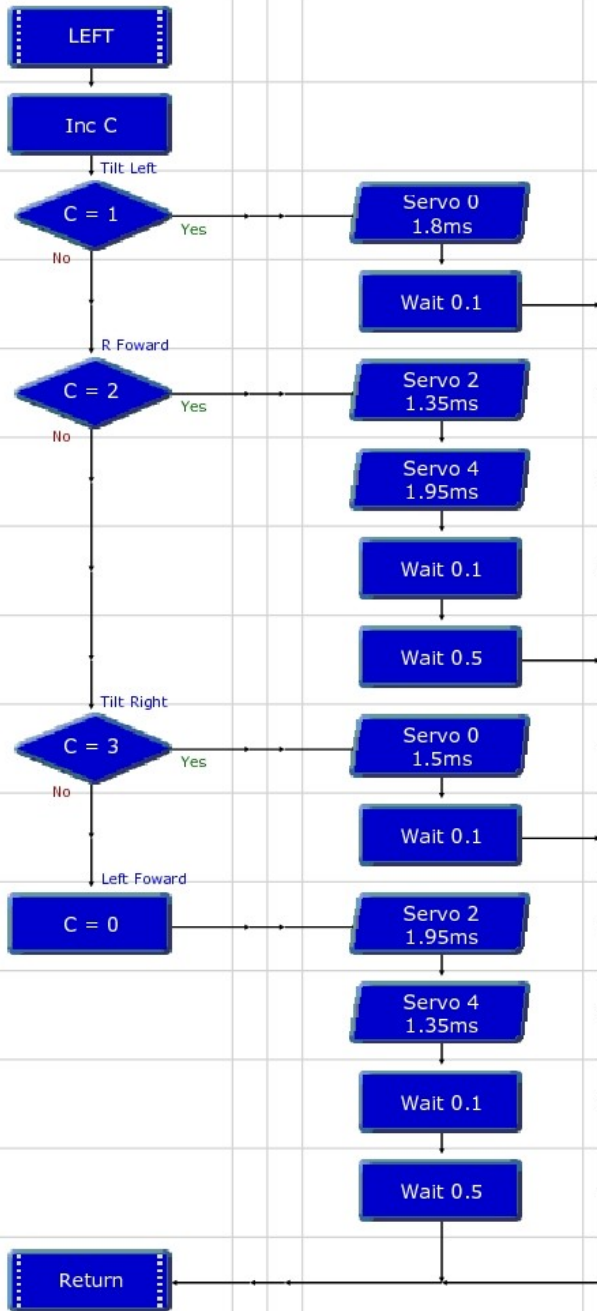 LEFT
Inc C
Tilt Left
C = 1
Yes
No
Servo 0
1.8ms
Wait 0.1
R Foward
C = 2
Yes
No
Servo 2
1.35ms
Servo 4
1.95ms
Wait 0.1
Wait 0.5
Tilt Right
C = 3
Yes
No
Servo 0
1.5ms
Wait 0.1
Left Foward
C = 0
Servo 2
1.95ms
Servo 4
1.35ms
Wait 0.1
Wait 0.5
Return